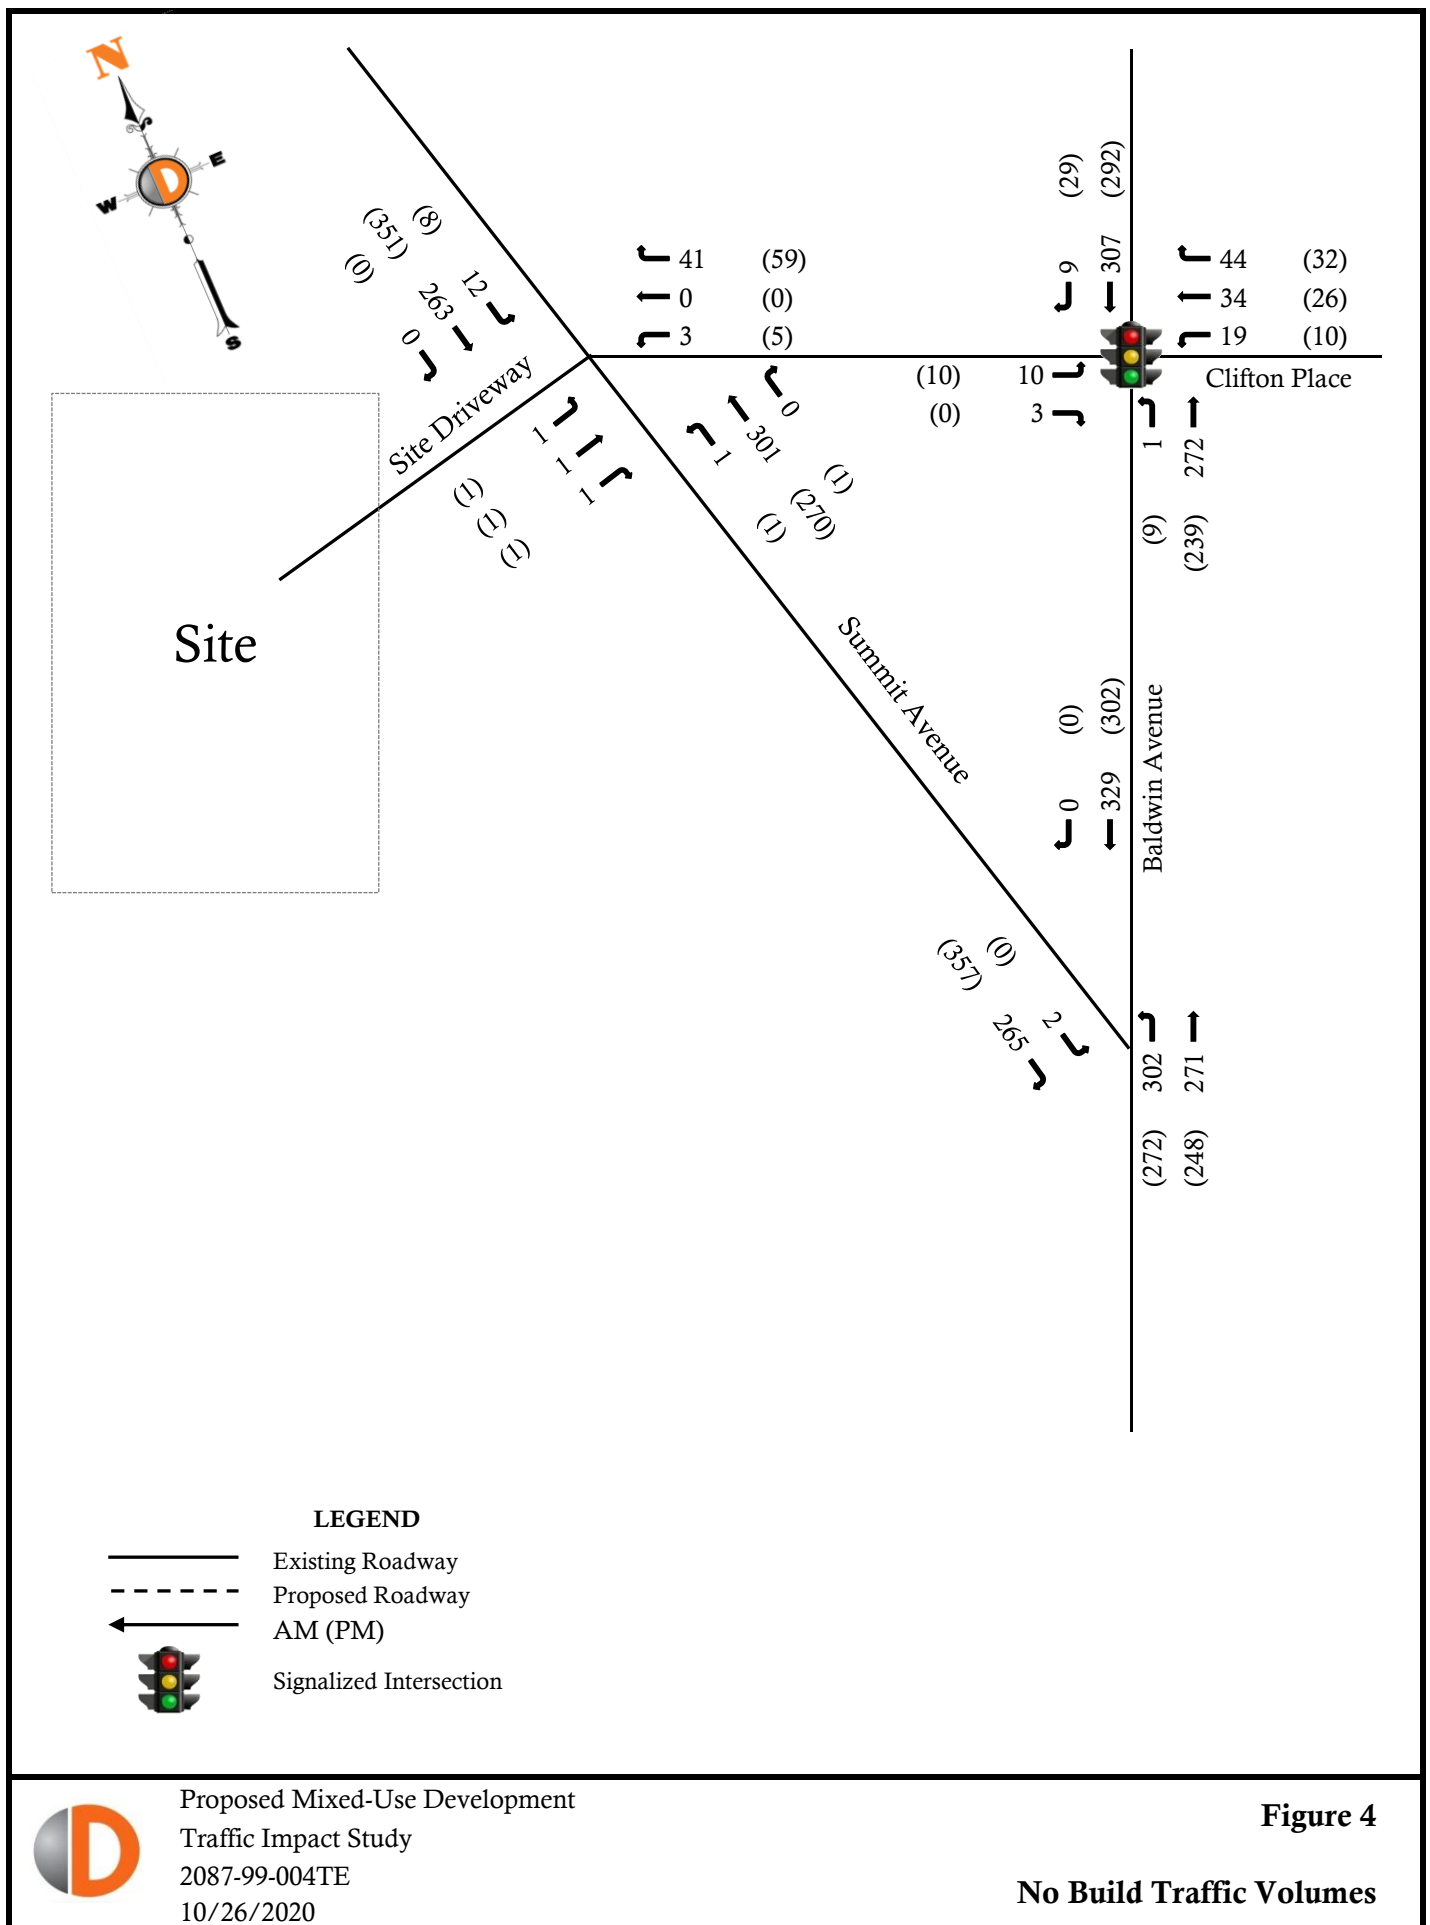 N
E
W
S
(8)
(351)
(0)
12
263
0
41 (59)
0 (0)
3 (5)
(29)
(292)
9
307
44 (32)
34 (26)
19 (10)
(10) 10
(0) 3
Clifton Place
1
272
(9)
(239)
Site Driveway
1
1
1
(1)
(1)
(1)
0
301
1
(1)
(270)
(1)
Site
Summit Avenue
(0)
(302)
0
329
Baldwin Avenue
(0)
(357)
2
265
302
271
(272)
(248)
LEGEND
Existing Roadway
Proposed Roadway
AM (PM)
Signalized Intersection
D
Proposed Mixed-Use Development
Traffic Impact Study
2087-99-004TE
10/26/2020
Figure 4
No Build Traffic Volumes